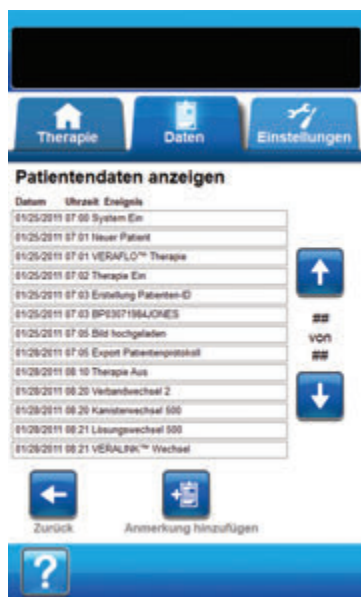 Therapie Daten Einstellungen
Patientendaten anzeigen
Datum Uhrzeit Ereignis
01/25/2011 07:00 System Ein
01/25/2011 07:01 Neuer Patient
01/25/2011 07:01 VERAFLO™ Therapie
01/25/2011 07:02 Therapie Ein
01/25/2011 07:03 Erstellung Patienten-ID
01/25/2011 07:03 BP03071984JONES
01/25/2011 07:05 Bild hochgeladen
01/28/2011 07:05 Export Patientenprotokoll
01/28/2011 08:10 Therapie Aus
01/28/2011 08:20 Verbandwechsel 2
01/28/2011 08:20 Kanisterwechsel 500
01/28/2011 08:21 Lösungswechsel 500
01/28/2011 08:21 VERALINK™ Wechsel
##
von
##
Zurück Anmerkung hinzufügen
?